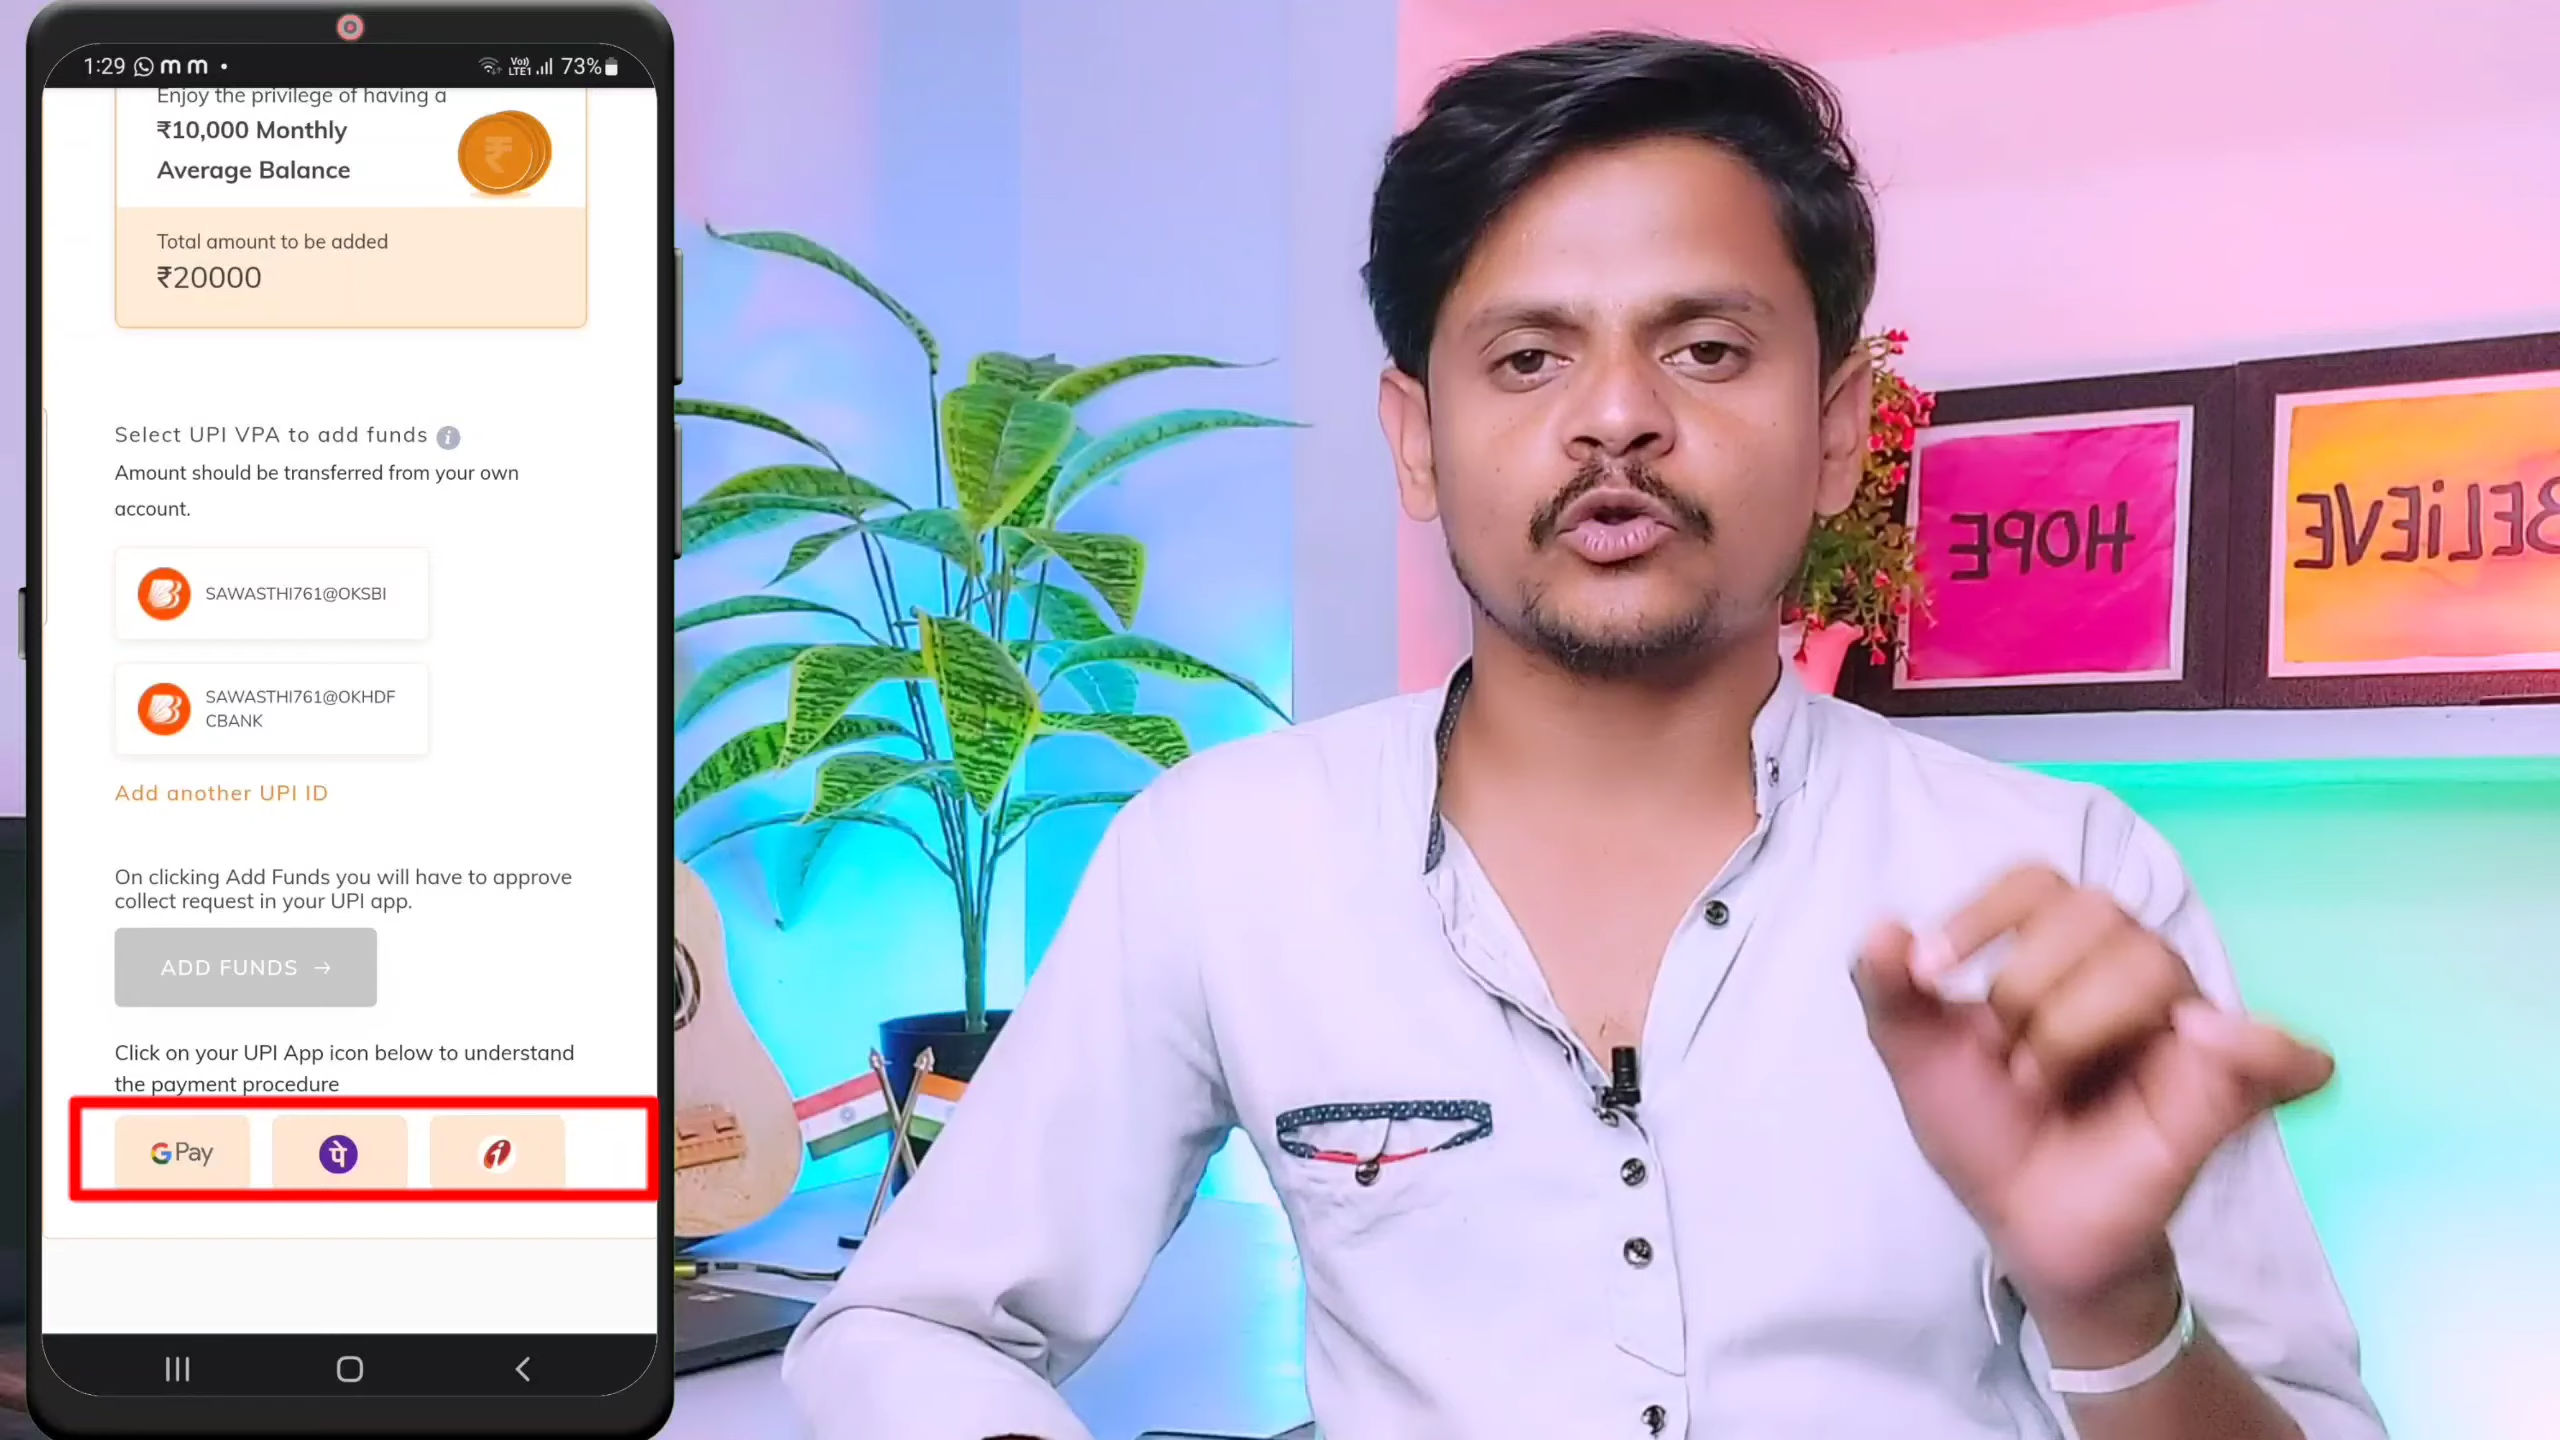 1:29 m m • Vo)) LTE1 73%
Enjoy the privilege of having a
₹10,000 Monthly
Average Balance
Total amount to be added
₹20000
Select UPI VPA to add funds i
Amount should be transferred from your own
account.
SAWASTHI761@OKSBI
SAWASTHI761@OKHDF
CBANK
Add another UPI ID
On clicking Add Funds you will have to approve
collect request in your UPI app.
ADD FUNDS →
Click on your UPI App icon below to understand
the payment procedure
G Pay पे i
HOPE
BELiEVE